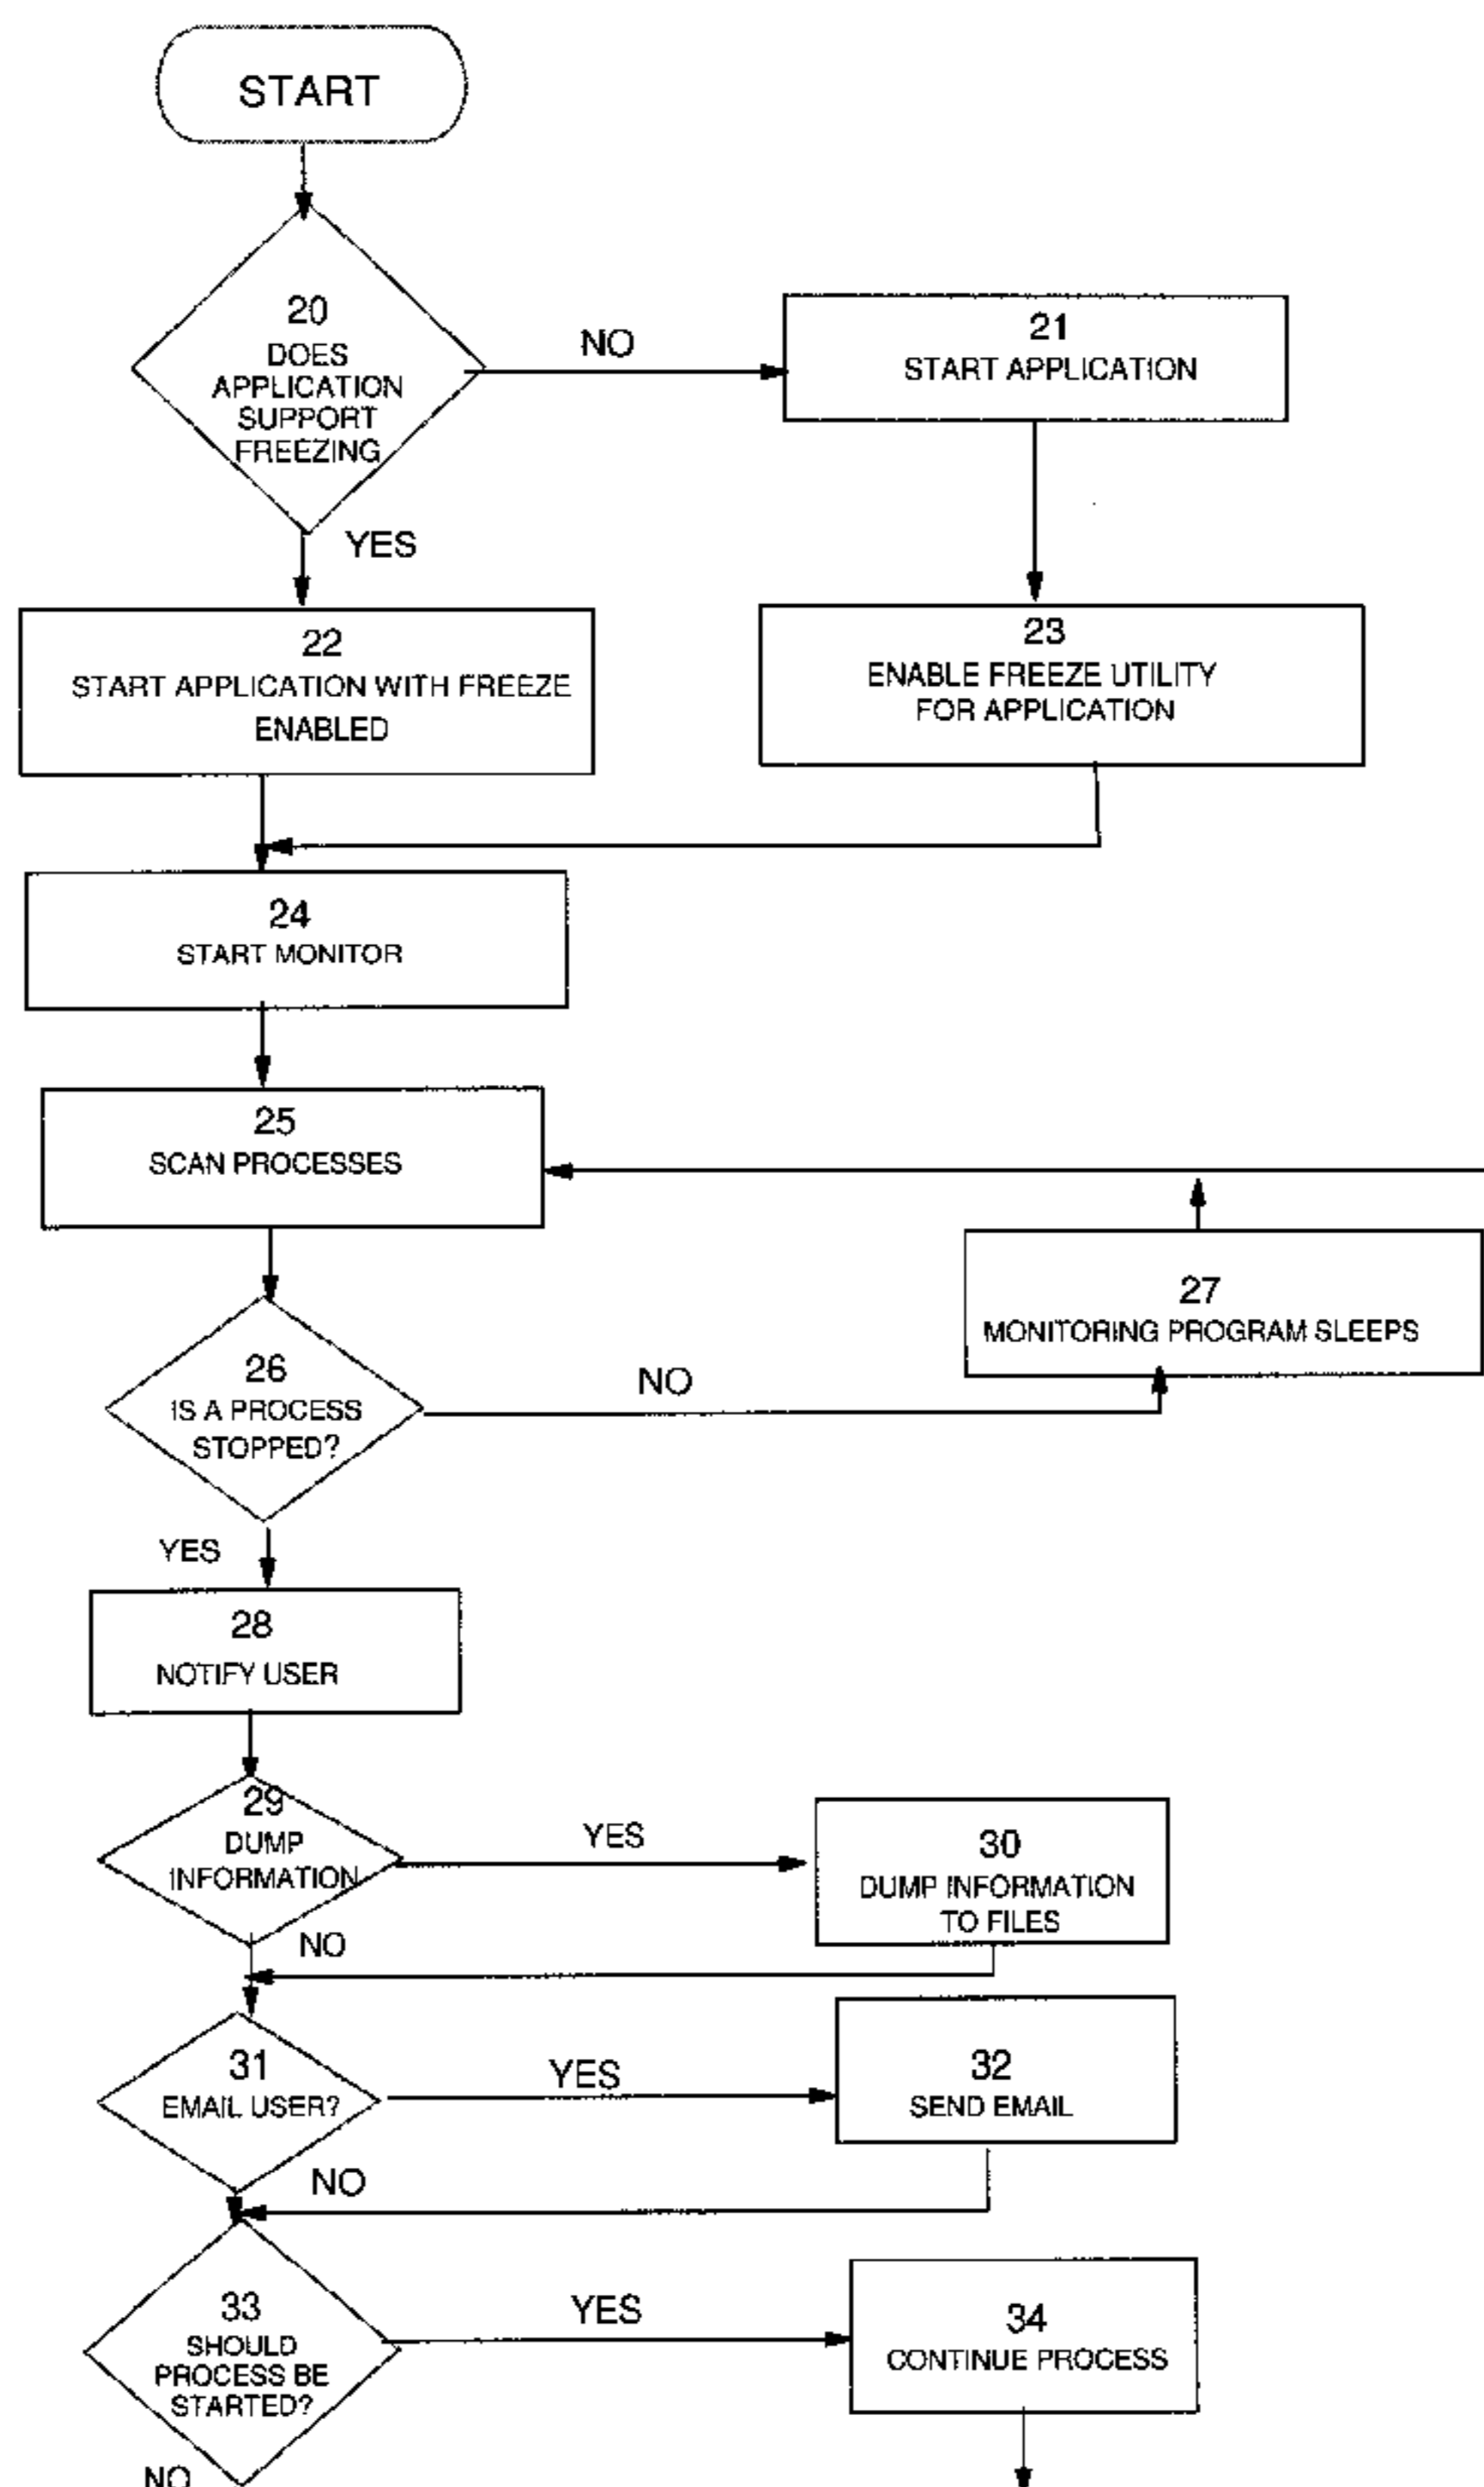 START
20
DOES
APPLICATION
SUPPORT
FREEZING
NO
21
START APPLICATION
YES
22
START APPLICATION WITH FREEZE
ENABLED
23
ENABLE FREEZE UTILITY
FOR APPLICATION
24
START MONITOR
25
SCAN PROCESSES
27
MONITORING PROGRAM SLEEPS
26
IS A PROCESS
STOPPED?
NO
YES
28
NOTIFY USER
29
DUMP
INFORMATION
YES
30
DUMP INFORMATION
TO FILES
NO
31
EMAIL USER?
YES
32
SEND EMAIL
NO
33
SHOULD
PROCESS BE
STARTED?
YES
34
CONTINUE PROCESS
NO